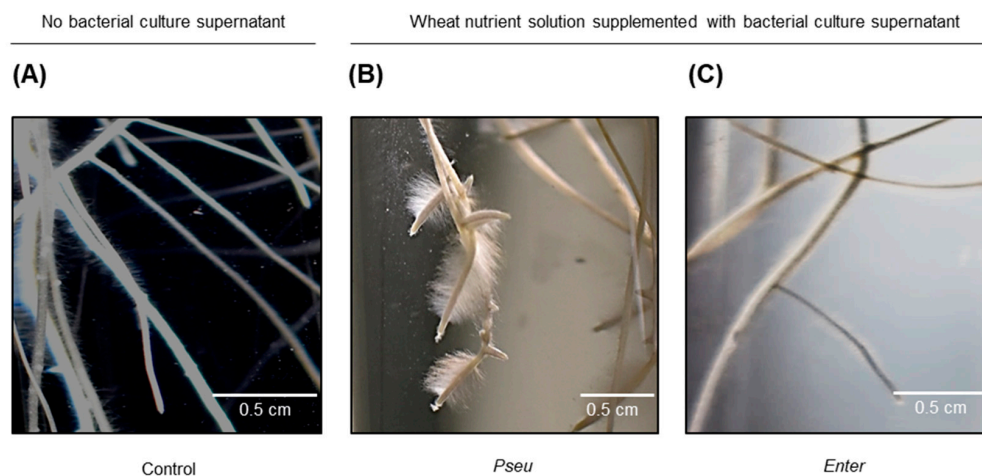 No bacterial culture supernatant
Wheat nutrient solution supplemented with bacterial culture supernatant
(A)
(B)
(C)
0.5 cm
0.5 cm
0.5 cm
Control
Pseu
Enter